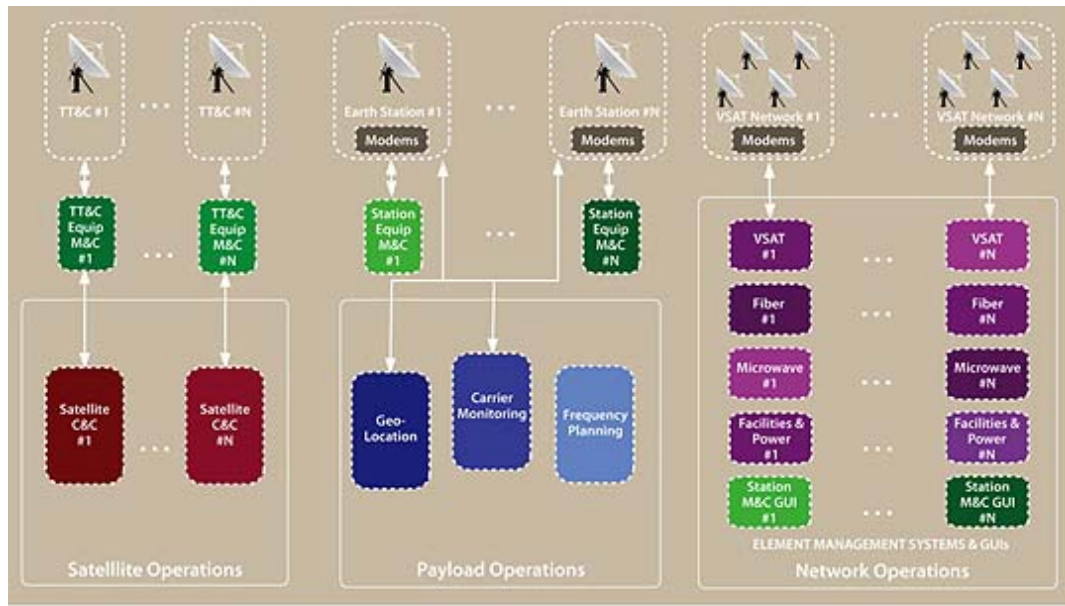 TT&C #1
TT&C #N
Earth Station #1
Modems
Earth Station #N
Modems
VSAT Network #1
Modems
VSAT Network #N
Modems
TT&C
Equip
M&C
#1
TT&C
Equip
M&C
#N
Station
Equip
M&C
#1
Station
Equip
M&C
#N
Satellite
C&C
#1
Satellite
C&C
#N
Satelllite Operations
Geo-
Location
Carrier
Monitoring
Frequency
Planning
Payload Operations
VSAT
#1
VSAT
#N
Fiber
#1
Fiber
#N
Microwave
#1
Microwave
#N
Facilities &
Power
#1
Facilities &
Power
#N
Station
M&C GUI
#1
Station
M&C GUI
#N
ELEMENT MANAGEMENT SYSTEMS & GUIs
Network Operations